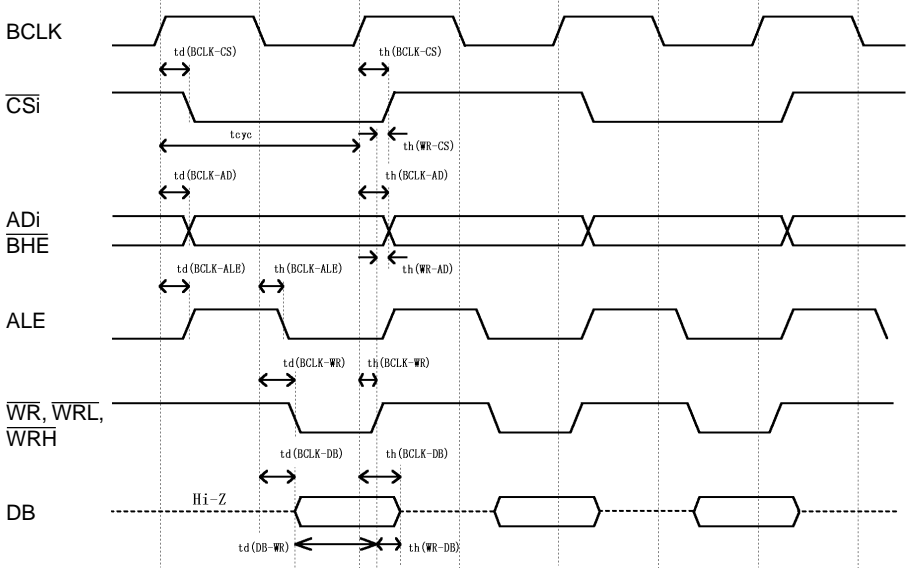 BCLK
td(BCLK-CS) th(BCLK-CS)
CSi
tcyc
th(WR-CS)
td(BCLK-AD) th(BCLK-AD)
ADi
BHE
td(BCLK-ALE) th(BCLK-ALE) th(WR-AD)
ALE
td(BCLK-WR) th(BCLK-WR)
WR, WRL,
WRH
td(BCLK-DB) th(BCLK-DB)
Hi-Z
DB
td(DB-WR) th(WR-DB)